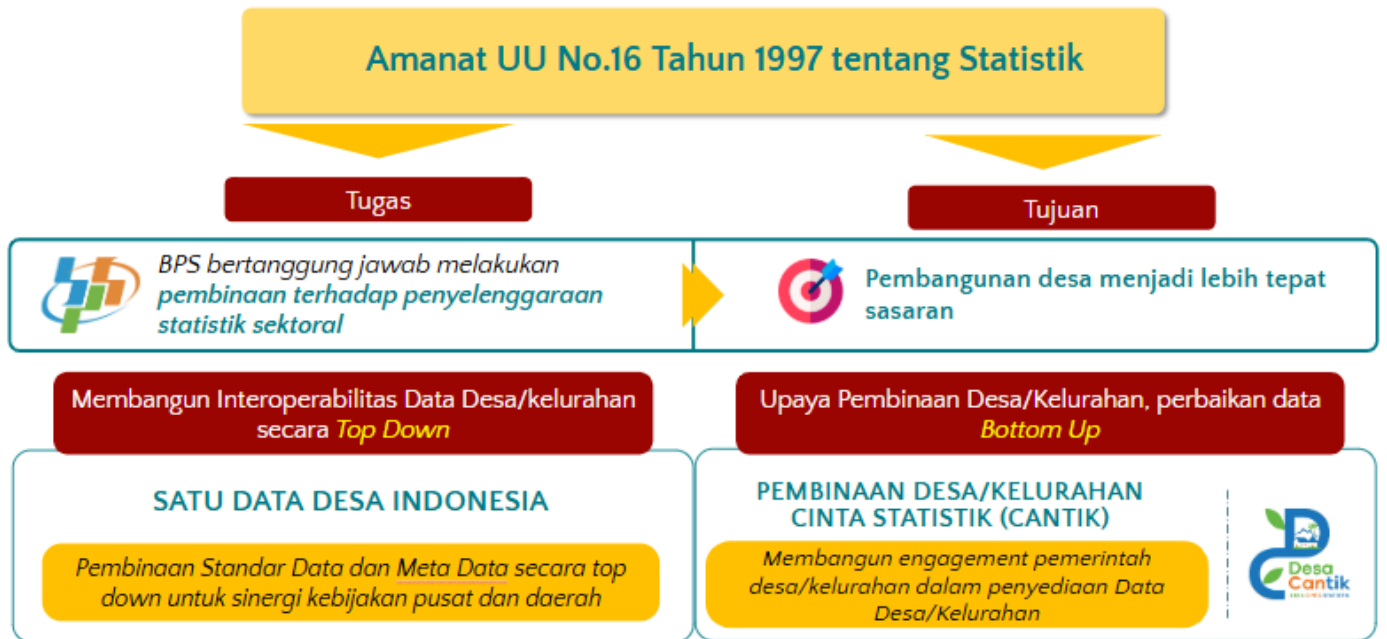 Amanat UU No.16 Tahun 1997 tentang Statistik
Tugas
Tujuan
BPS bertanggung jawab melakukan
pembinaan terhadap penyelenggaraan
statistik sektoral
Pembangunan desa menjadi lebih tepat
sasaran
Membangun Interoperabilitas Data Desa/kelurahan
secara Top Down
Upaya Pembinaan Desa/Kelurahan, perbaikan data
Bottom Up
SATU DATA DESA INDONESIA
Pembinaan Standar Data dan Meta Data secara top
down untuk sinergi kebijakan pusat dan daerah
PEMBINAAN DESA/KELURAHAN
CINTA STATISTIK (CANTIK)
Membangun engagement pemerintah
desa/kelurahan dalam penyediaan Data
Desa/Kelurahan
Desa
Cantik